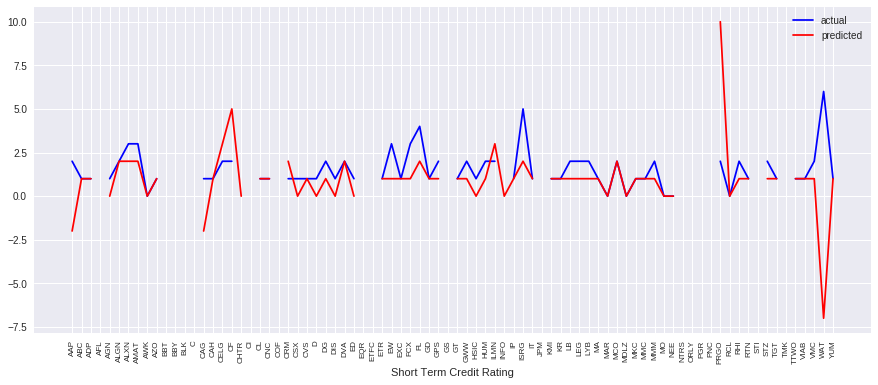 10.0
7.5
5.0
2.5
0.0
−2.5
−5.0
−7.5
actual
predicted
AAP
ABC
ADP
AFL
AGN
ALGN
ALXN
AMAT
AWK
AZO
BBT
BBY
BLK
C
CAG
CAH
CELG
CF
CHTR
CI
CL
CNC
COF
CRM
CSX
CVS
D
DG
DIS
DVA
ED
EQR
ETFC
ETR
EW
EXC
FCX
FL
GD
GPS
GS
GT
GWW
HSIC
HUM
ILMN
INFO
IP
ISRG
IT
JPM
KMI
KR
LB
LEG
LYB
MA
MAR
MCO
MDLZ
MKC
MMC
MMM
MO
NEE
NTRS
ORLY
PGR
PNC
PRGO
RCL
RHI
RTN
STI
STZ
TGT
TMK
TTWO
VIAB
VMC
WAT
YUM
Short Term Credit Rating